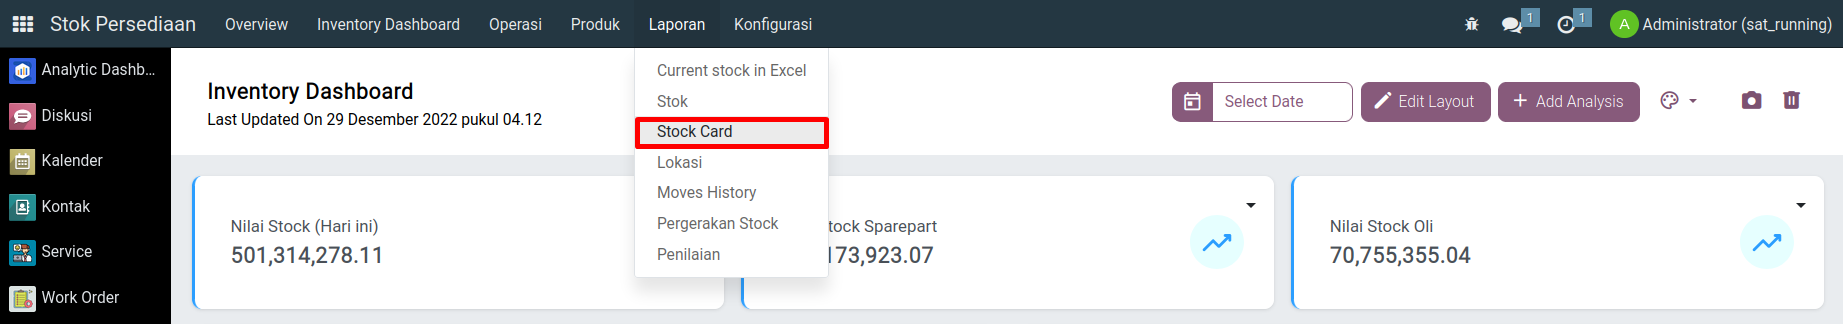 Stok Persediaan Overview Inventory Dashboard Operasi Produk Laporan Konfigurasi 1 1 A Administrator (sat_running)
Analytic Dashb...
Diskusi
Kalender
Kontak
Service
Work Order
Inventory Dashboard
Last Updated On 29 Desember 2022 pukul 04.12
Current stock in Excel
Stok
Stock Card
Lokasi
Moves History
Pergerakan Stock
Penilaian
Select Date Edit Layout Add Analysis
Nilai Stock (Hari ini)
501,314,278.11
tock Sparepart
173,923.07
Nilai Stock Oli
70,755,355.04